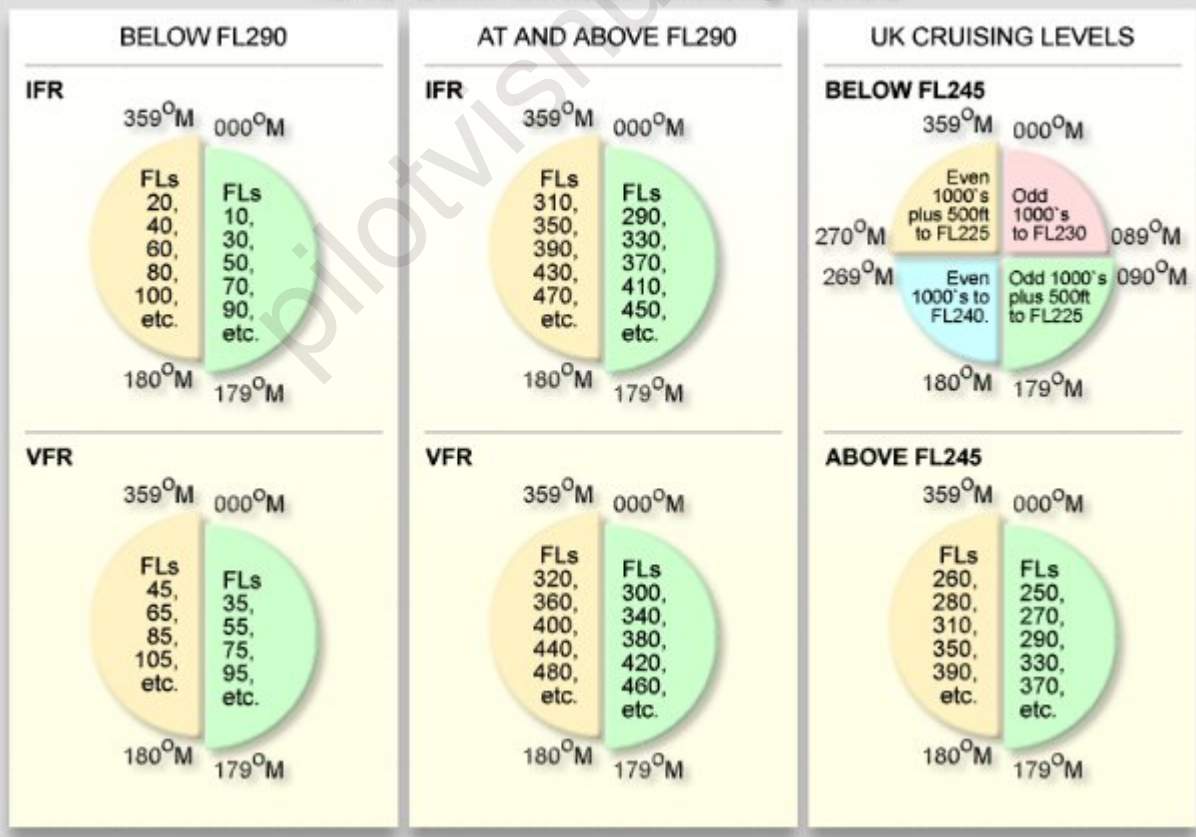 BELOW FL290
IFR
359°M 000°M
FLs
20,
40,
60,
80,
100,
etc.
FLs
10,
30,
50,
70,
90,
etc.
180°M 179°M
VFR
359°M 000°M
FLs
45,
65,
85,
105,
etc.
FLs
35,
55,
75,
95,
etc.
180°M 179°M
AT AND ABOVE FL290
IFR
359°M 000°M
FLs
310,
350,
390,
430,
470,
etc.
FLs
290,
330,
370,
410,
450,
etc.
180°M 179°M
VFR
359°M 000°M
FLs
320,
360,
400,
440,
480,
etc.
FLs
300,
340,
380,
420,
460,
etc.
180°M 179°M
UK CRUISING LEVELS
BELOW FL245
359°M 000°M
Even
1000`s
plus 500ft
to FL225
Odd
1000`s
to FL230
270°M 089°M
269°M 090°M
Even
1000`s to
FL240.
Odd 1000`s
plus 500ft
to FL225
180°M 179°M
ABOVE FL245
359°M 000°M
FLs
260,
280,
310,
350,
390,
etc.
FLs
250,
270,
290,
330,
370,
etc.
180°M 179°M